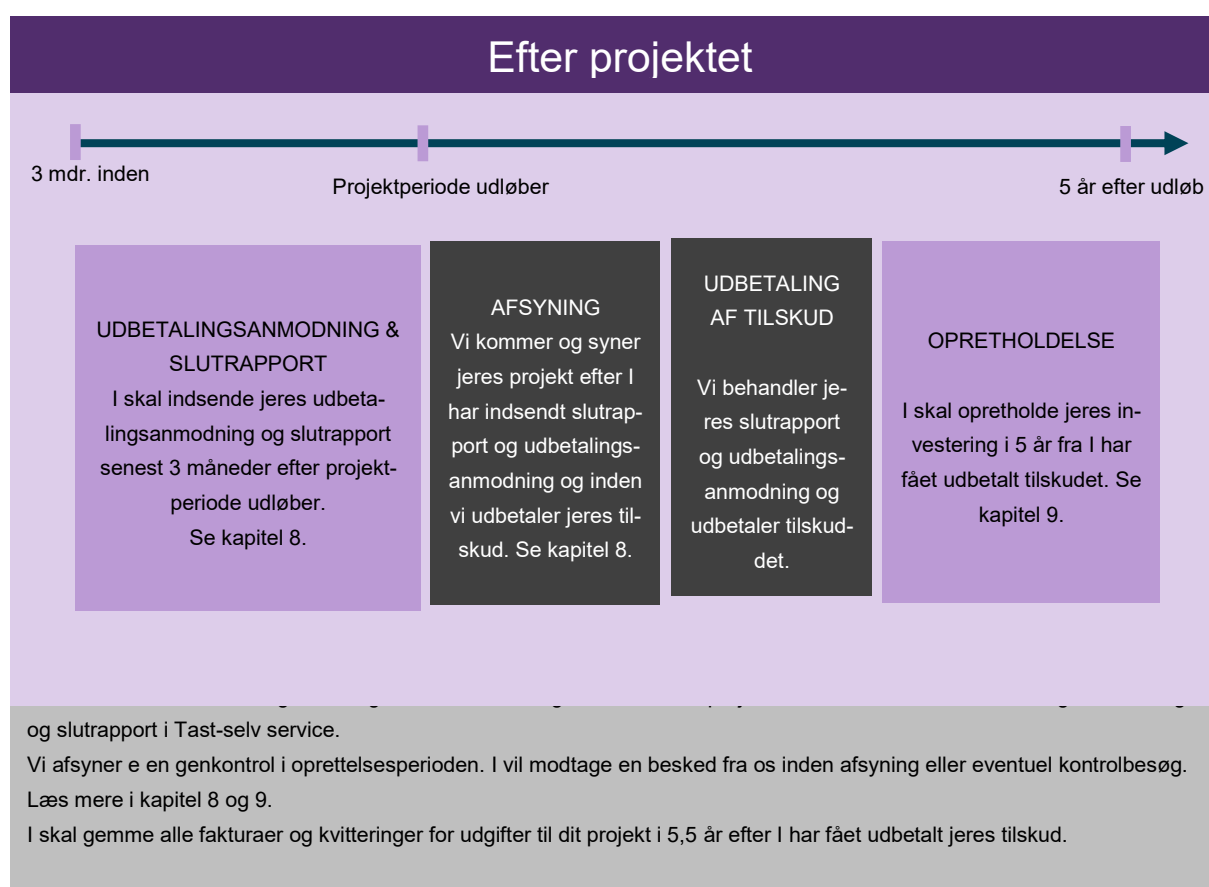 Efter projektet
3 mdr. inden
Projektperiode udløber
5 år efter udløb
UDBETALINGSANMODNING &
SLUTRAPPORT
I skal indsende jeres udbeta-
lingsanmodning og slutrapport
senest 3 måneder efter projekt-
periode udløber.
Se kapitel 8.
AFSYNING
Vi kommer og syner
jeres projekt efter I
har indsendt slutrap-
port og udbetalings-
anmodning og inden
vi udbetaler jeres til-
skud. Se kapitel 8.
UDBETALING
AF TILSKUD
Vi behandler je-
res slutrapport
og udbetalings-
anmodning og
udbetaler tilskud-
det.
OPRETHOLDELSE
I skal opretholde jeres in-
vestering i 5 år fra I har
fået udbetalt tilskudet. Se
kapitel 9.
og slutrapport i Tast-selv service.
Vi afsyner e en genkontrol i oprettelsesperioden. I vil modtage en besked fra os inden afsyning eller eventuel kontrolbesøg.
Læs mere i kapitel 8 og 9.
I skal gemme alle fakturaer og kvitteringer for udgifter til dit projekt i 5,5 år efter I har fået udbetalt jeres tilskud.